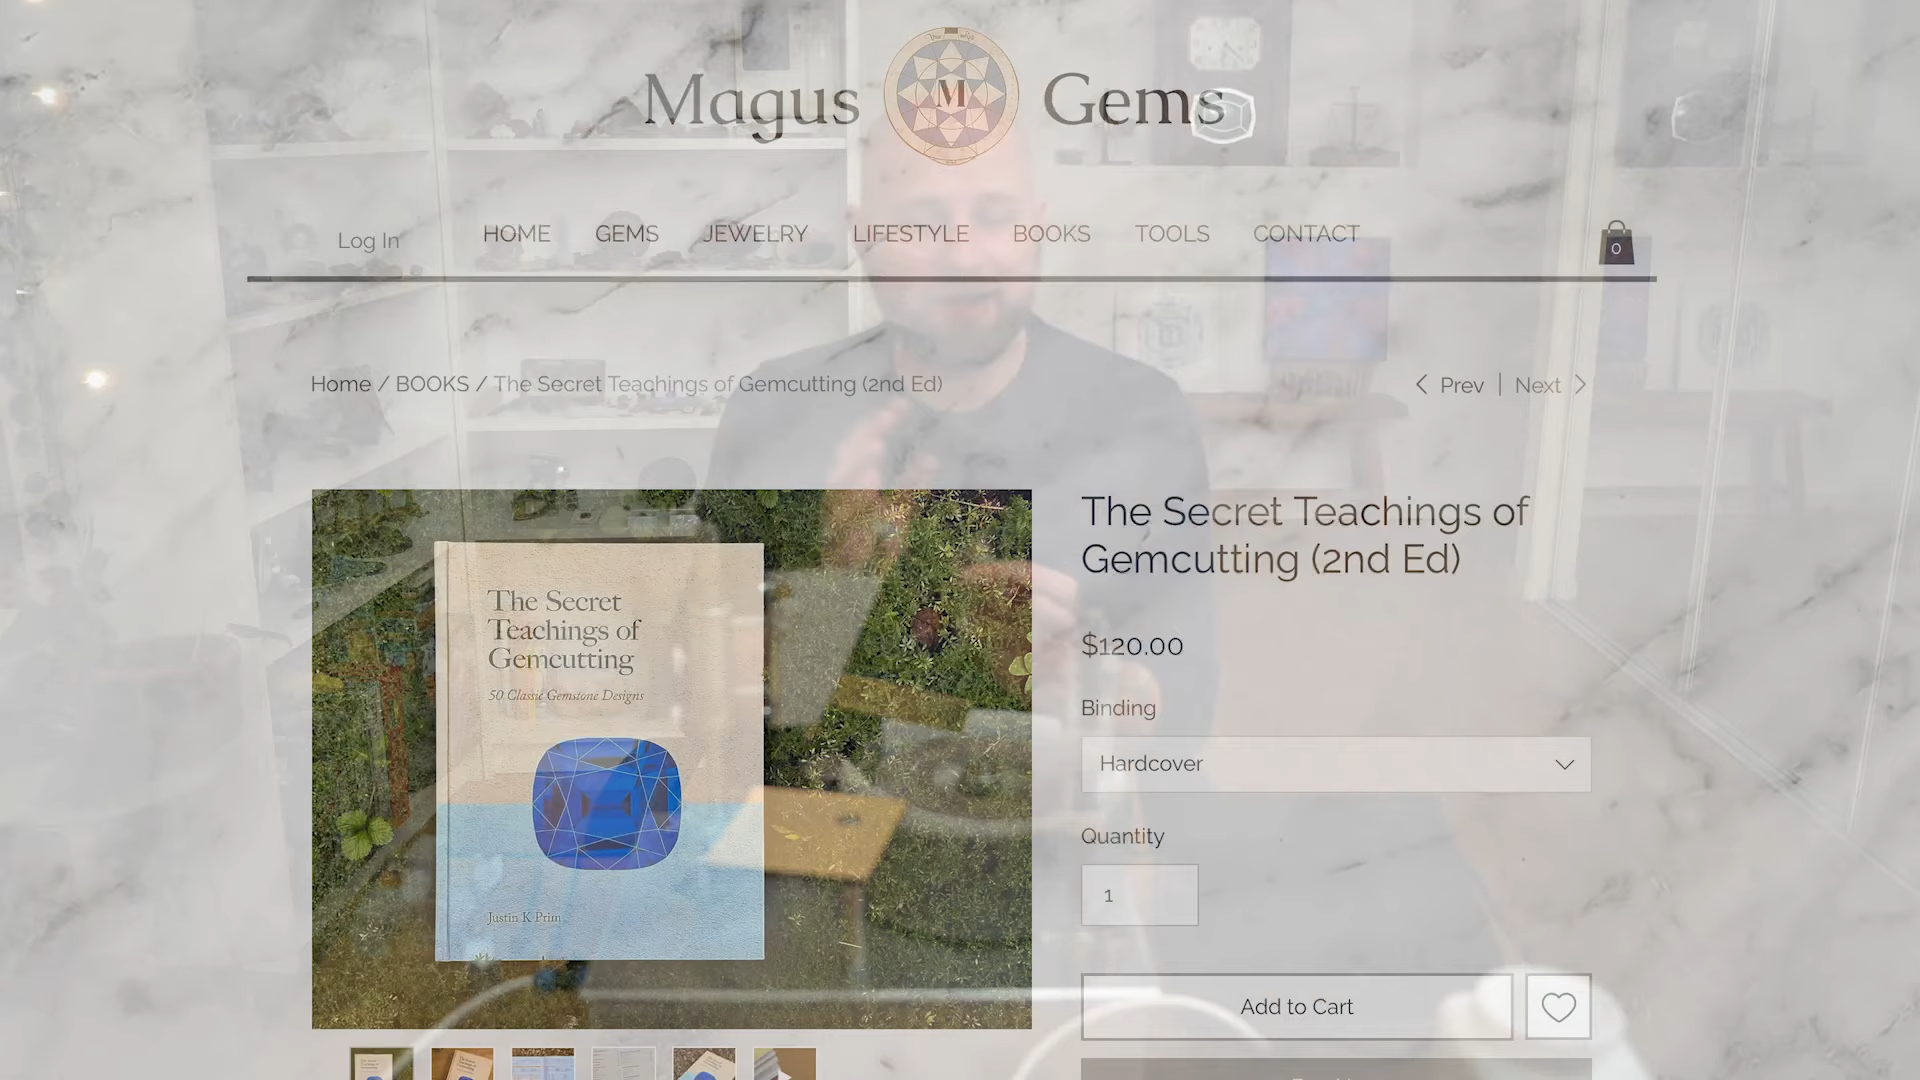 Magus M Gems
Log In
HOME GEMS JEWELRY LIFESTYLE BOOKS TOOLS CONTACT
0
Home / BOOKS / The Secret Teachings of Gemcutting (2nd Ed)
Prev | Next
The Secret
Teachings of
Gemcutting
50 Classic Gemstone Designs
Justin K Prim
The Secret Teachings of
Gemcutting (2nd Ed)
$120.00
Binding
Hardcover
Quantity
1
Add to Cart